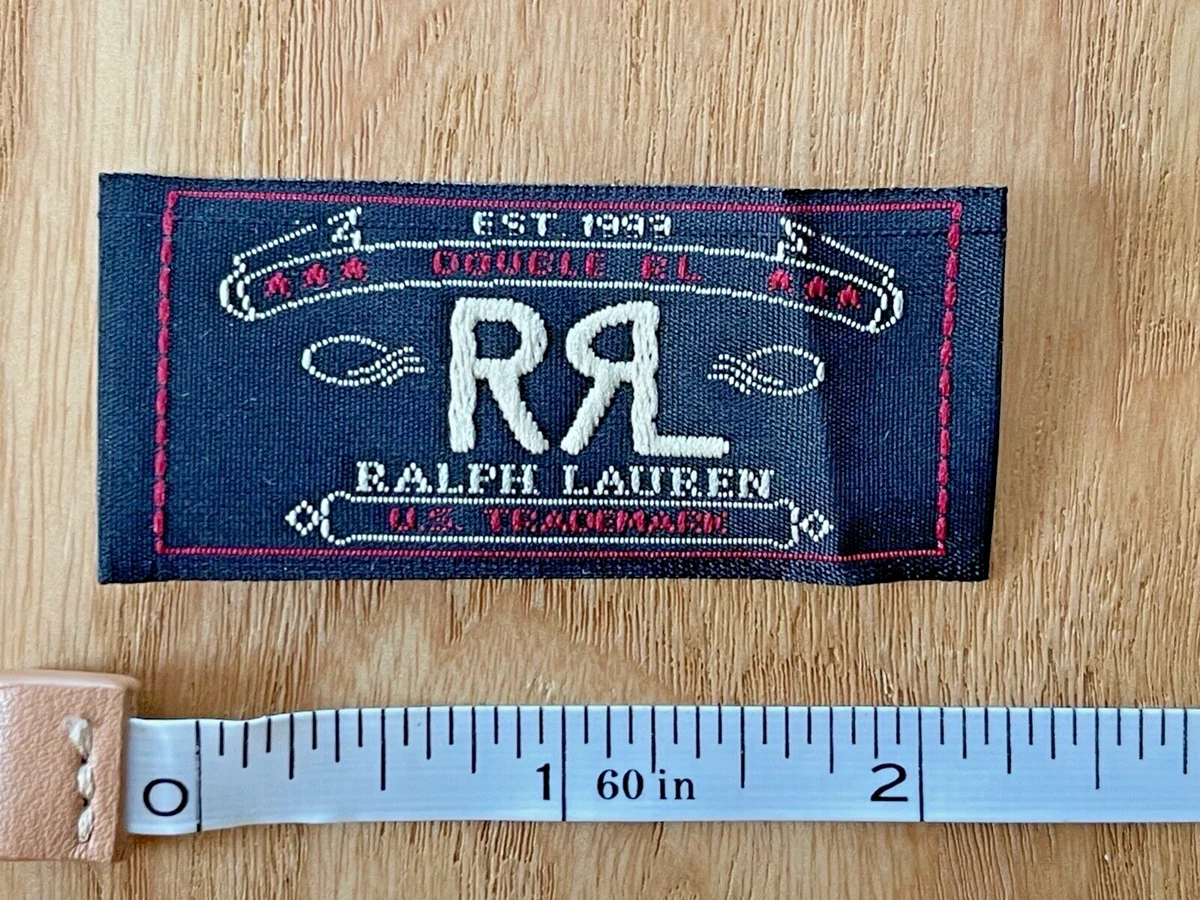 EST. 1993
DOUBLE RL
RRL
RALPH LAUREN
U.S. TRADEMARK
0 1 60 in 2